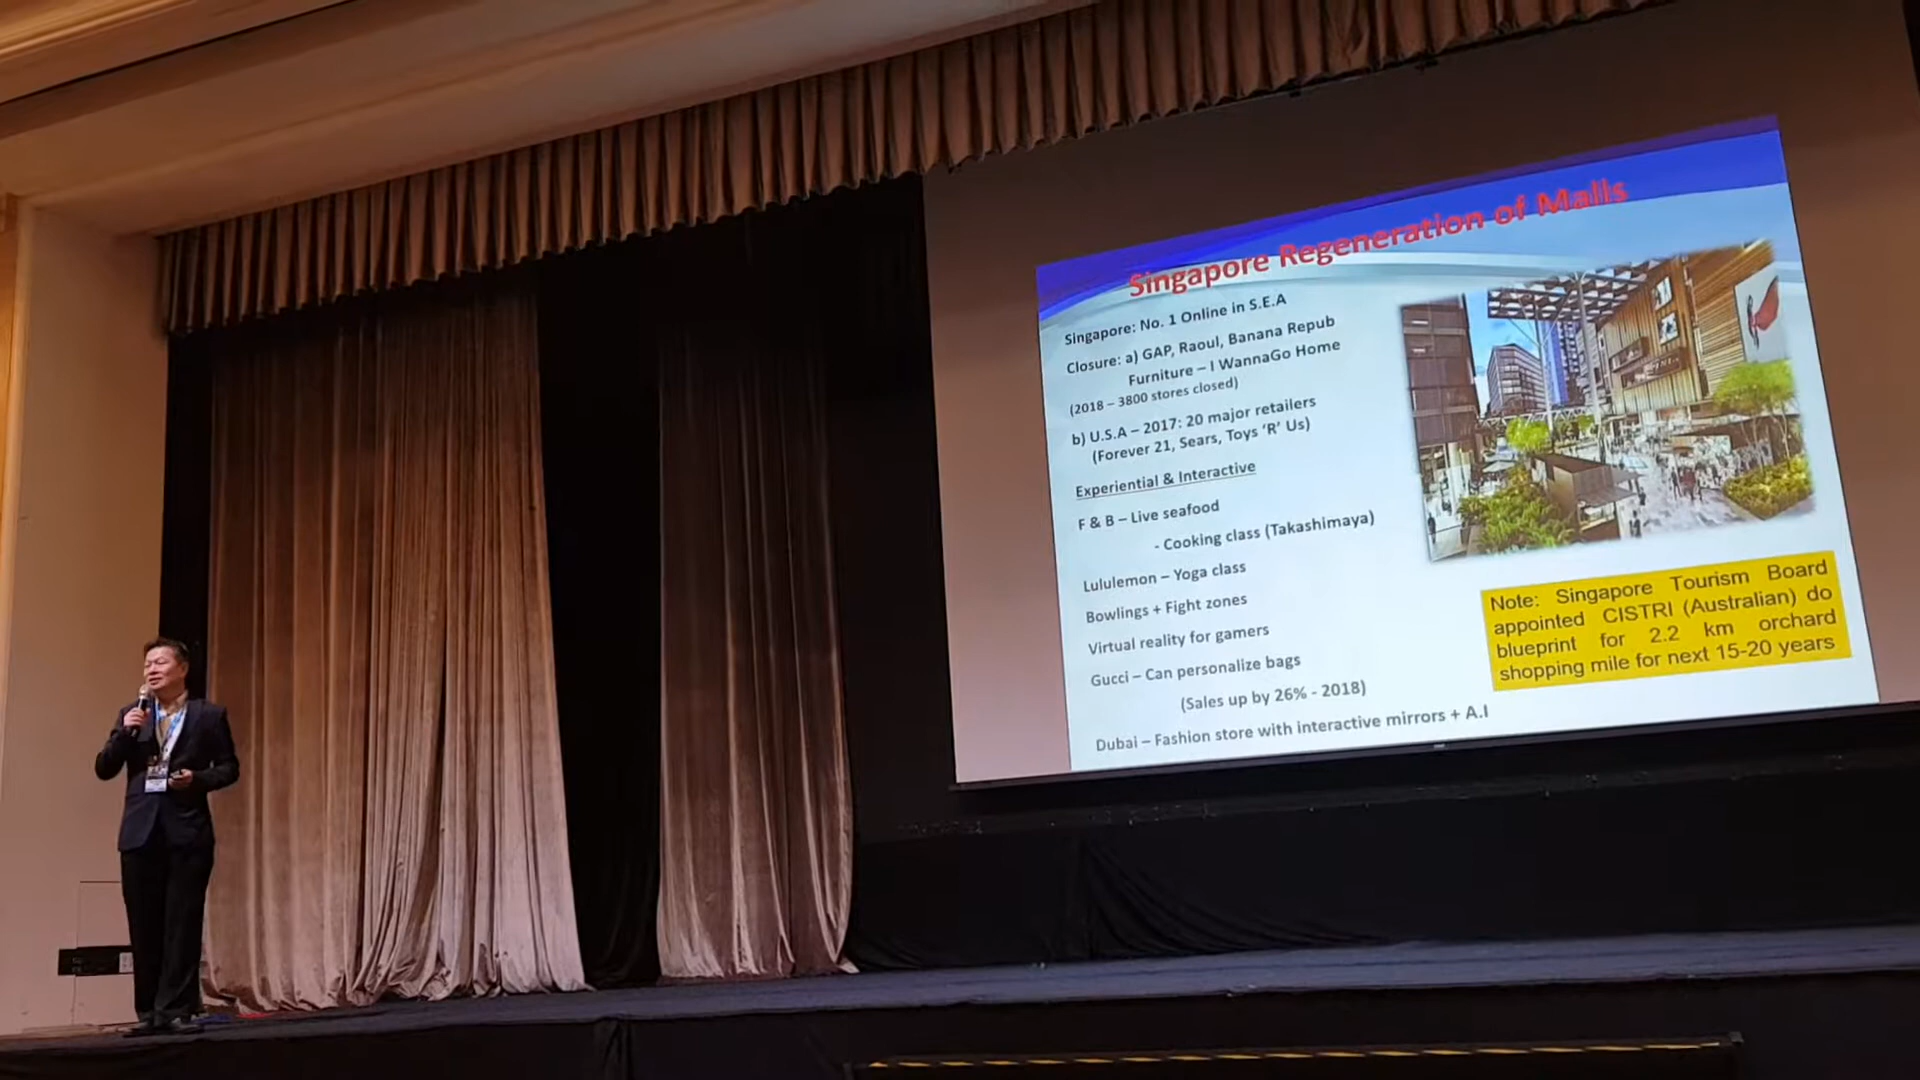 Singapore Regeneration of Malls
Singapore: No. 1 Online in S.E.A
Closure: a) GAP, Raoul, Banana Repub
Furniture – I WannaGo Home
(2018 – 3800 stores closed)
b) U.S.A – 2017: 20 major retailers
(Forever 21, Sears, Toys ‘R’ Us)
Experiential & Interactive
F & B – Live seafood
- Cooking class (Takashimaya)
Lululemon – Yoga class
Bowlings + Fight zones
Virtual reality for gamers
Gucci – Can personalize bags
(Sales up by 26% - 2018)
Dubai – Fashion store with interactive mirrors + A.I
Note: Singapore Tourism Board
appointed CISTRI (Australian) do
blueprint for 2.2 km orchard
shopping mile for next 15-20 years